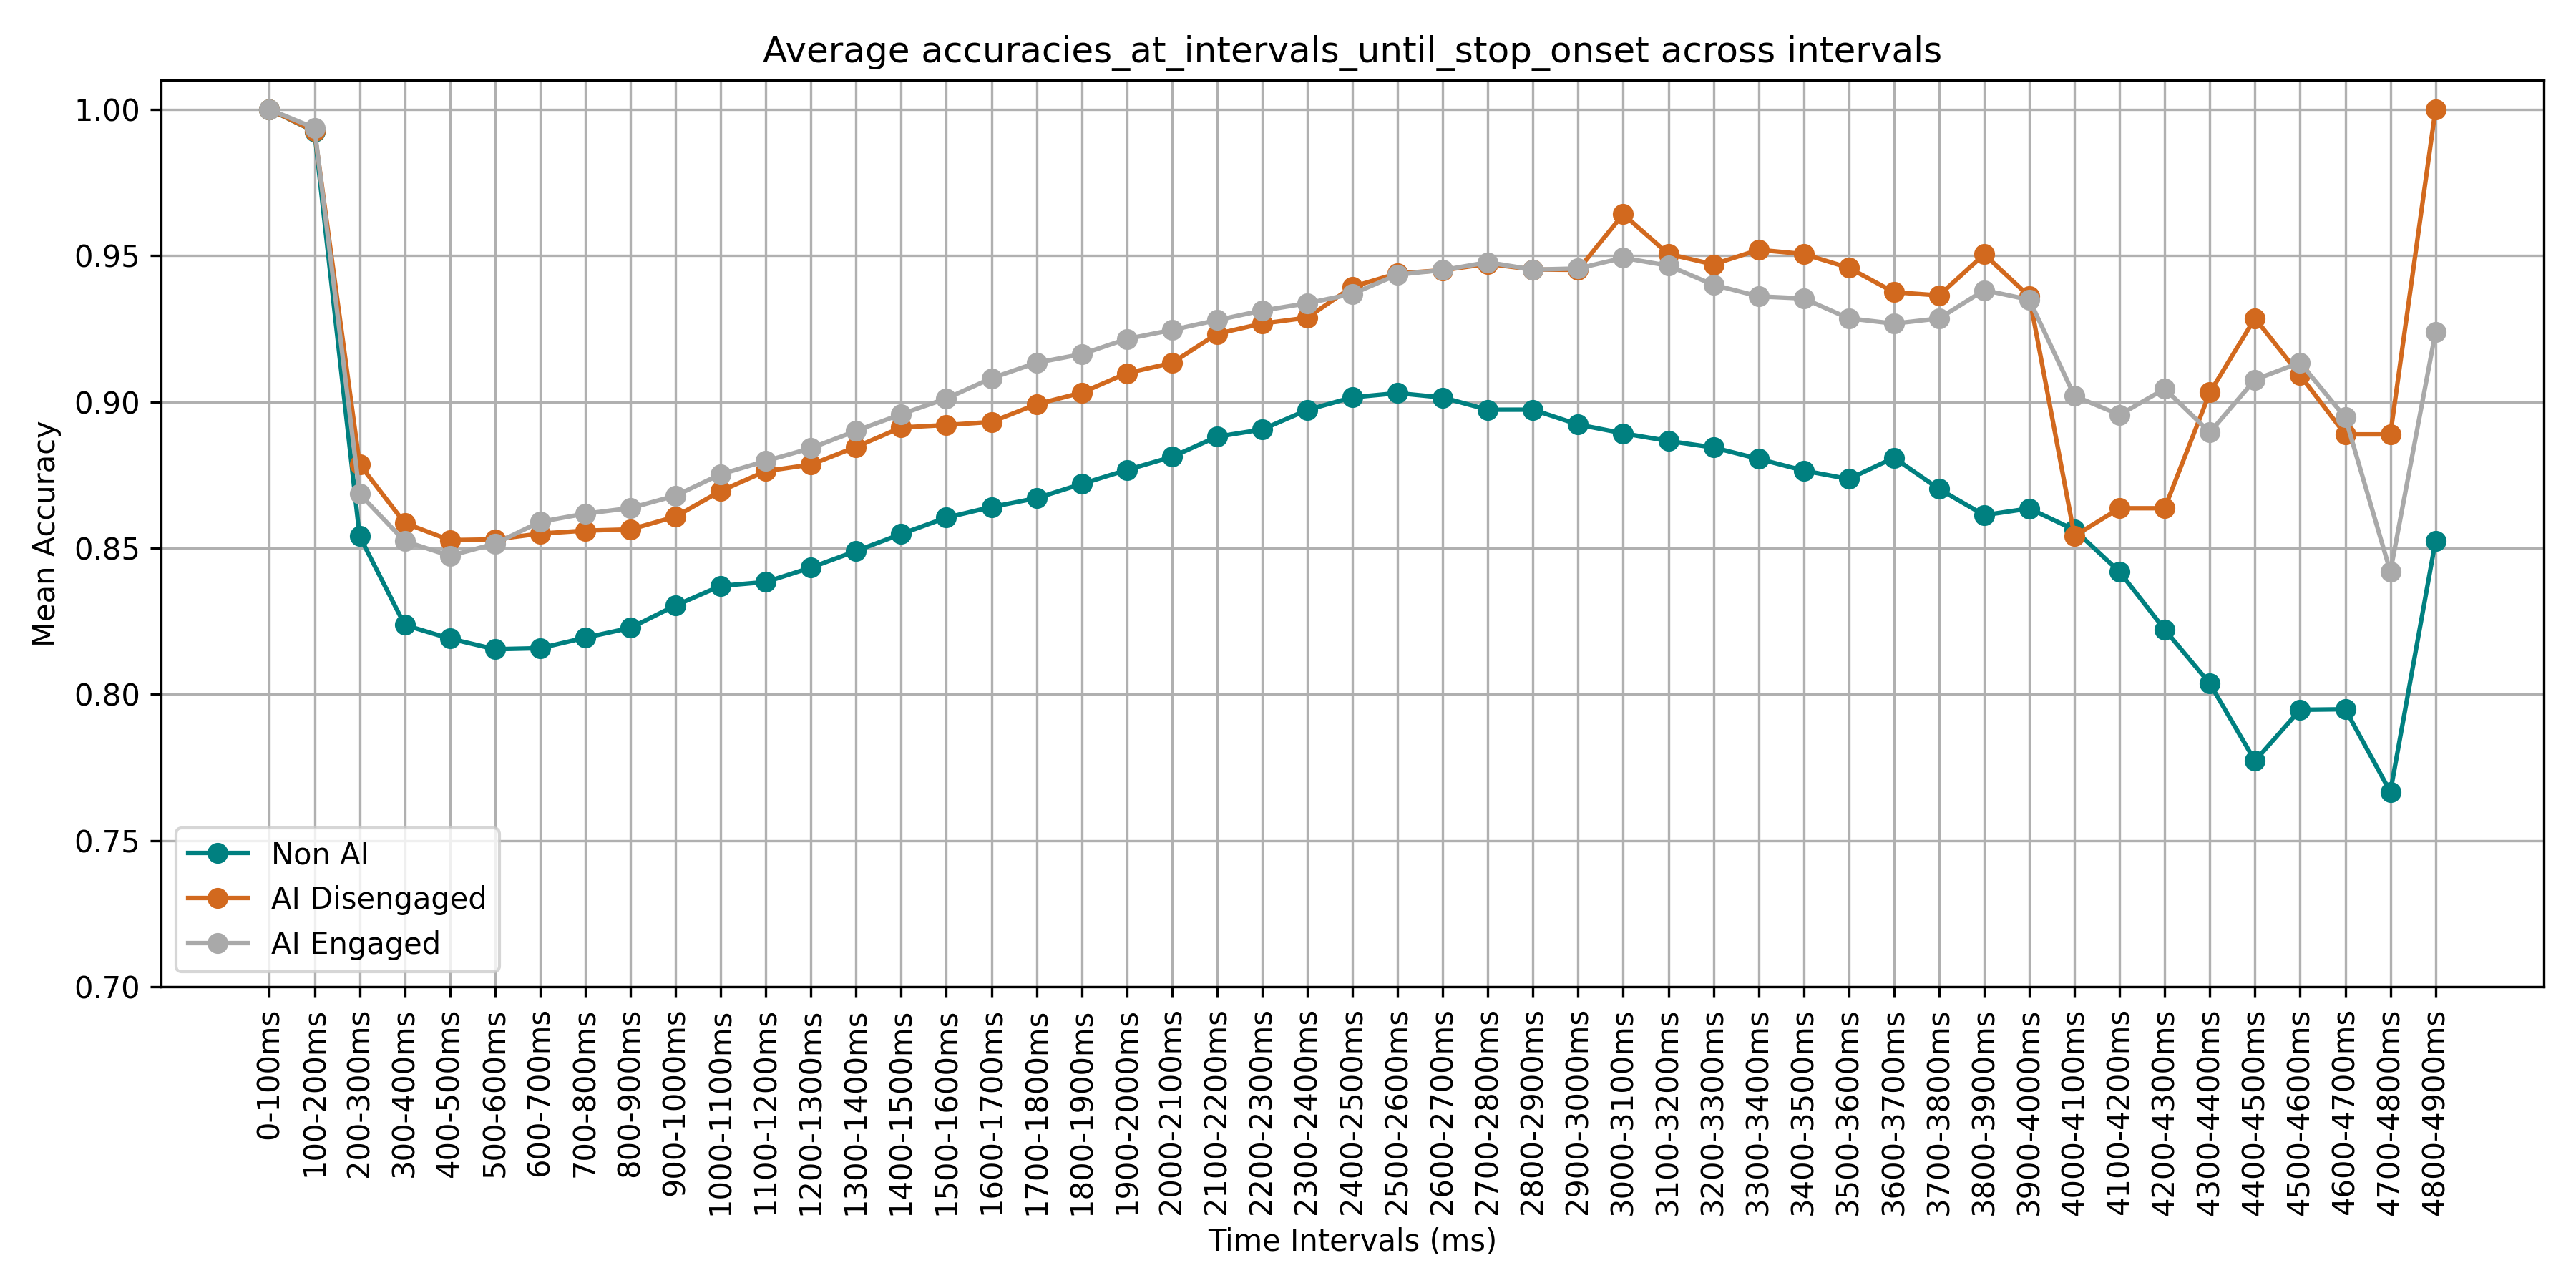 Average accuracies_at_intervals_until_stop_onset across intervals
Mean Accuracy
1.00
0.95
0.90
0.85
0.80
0.75
0.70
Non AI
AI Disengaged
AI Engaged
0-100ms
100-200ms
200-300ms
300-400ms
400-500ms
500-600ms
600-700ms
700-800ms
800-900ms
900-1000ms
1000-1100ms
1100-1200ms
1200-1300ms
1300-1400ms
1400-1500ms
1500-1600ms
1600-1700ms
1700-1800ms
1800-1900ms
1900-2000ms
2000-2100ms
2100-2200ms
2200-2300ms
2300-2400ms
2400-2500ms
2500-2600ms
2600-2700ms
2700-2800ms
2800-2900ms
2900-3000ms
3000-3100ms
3100-3200ms
3200-3300ms
3300-3400ms
3400-3500ms
3500-3600ms
3600-3700ms
3700-3800ms
3800-3900ms
3900-4000ms
4000-4100ms
4100-4200ms
4200-4300ms
4300-4400ms
4400-4500ms
4500-4600ms
4600-4700ms
4700-4800ms
4800-4900ms
Time Intervals (ms)